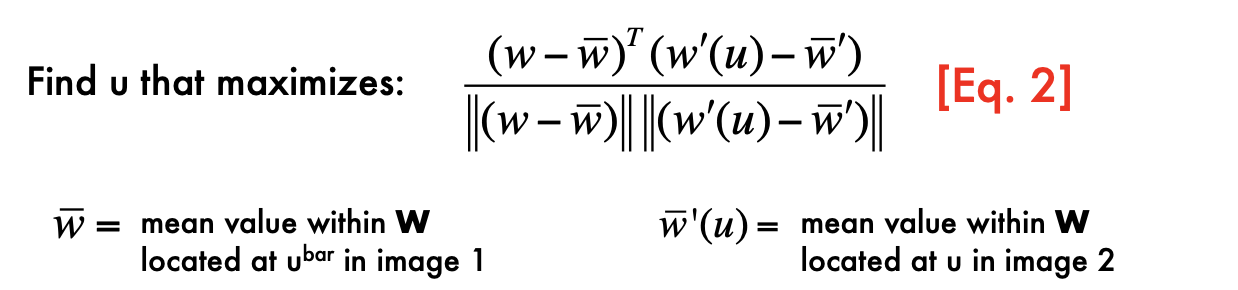 Find u that maximizes:
(w − w̅)ᵀ (w′(u) − w̅′)
‖(w − w̅)‖ ‖(w′(u) − w̅′)‖
[Eq. 2]
w̅ = mean value within W
located at uᵇᵃʳ in image 1
w̅'(u) = mean value within W
located at u in image 2